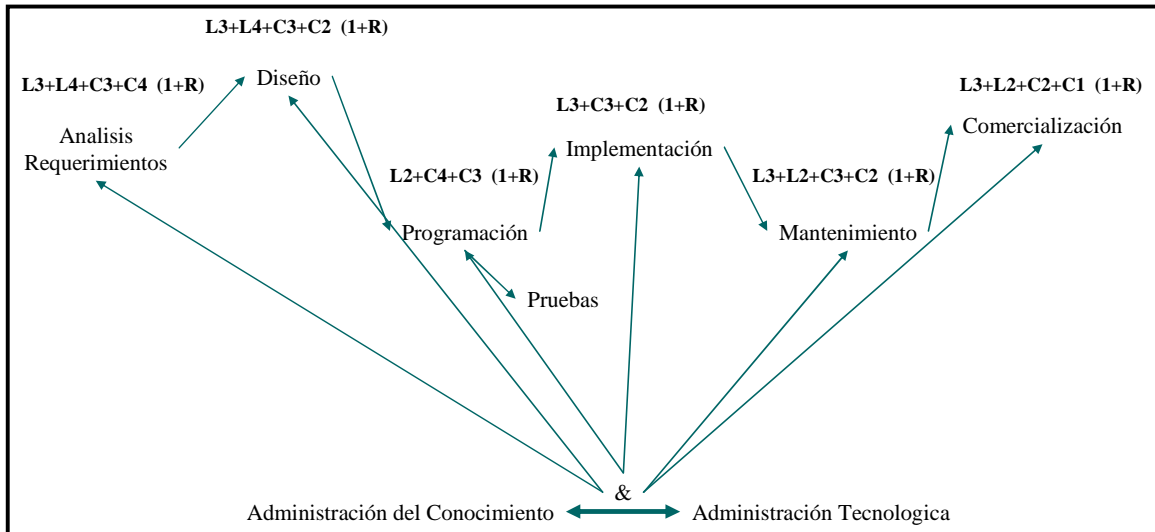 L3+L4+C3+C2 (1+R)
Diseño
L3+L4+C3+C4 (1+R)
Analisis
Requerimientos
L3+C3+C2 (1+R)
Implementación
L3+L2+C2+C1 (1+R)
Comercialización
L2+C4+C3 (1+R)
Programación
L3+L2+C3+C2 (1+R)
Mantenimiento
Pruebas
&
Administración del Conocimiento
Administración Tecnologica